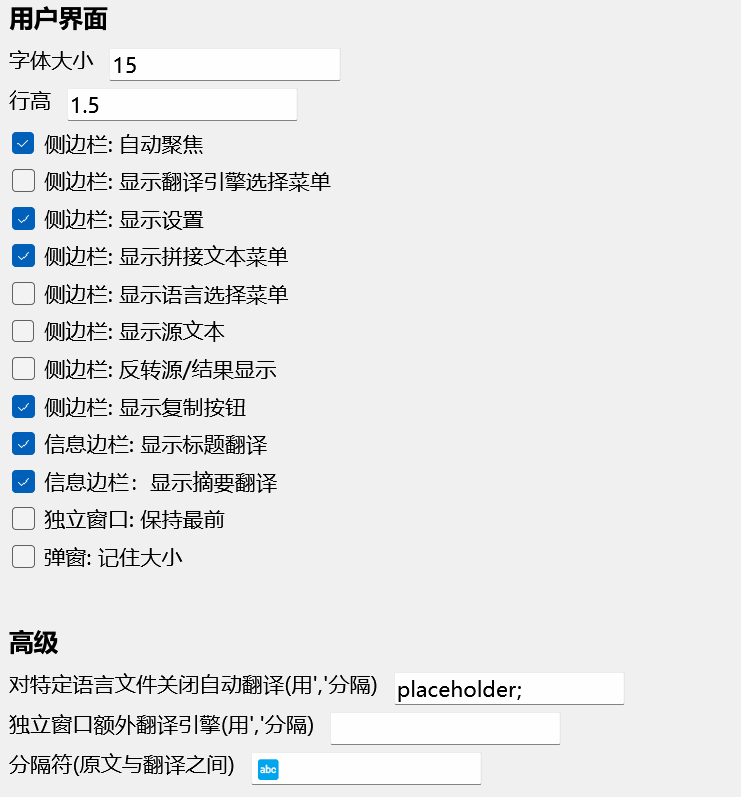 用户界面
字体大小 15
行高 1.5
侧边栏: 自动聚焦
侧边栏: 显示翻译引擎选择菜单
侧边栏: 显示设置
侧边栏: 显示拼接文本菜单
侧边栏: 显示语言选择菜单
侧边栏: 显示源文本
侧边栏: 反转源/结果显示
侧边栏: 显示复制按钮
信息边栏: 显示标题翻译
信息边栏：显示摘要翻译
独立窗口: 保持最前
弹窗: 记住大小
高级
对特定语言文件关闭自动翻译(用','分隔) placeholder;
独立窗口额外翻译引擎(用','分隔)
分隔符(原文与翻译之间) abc